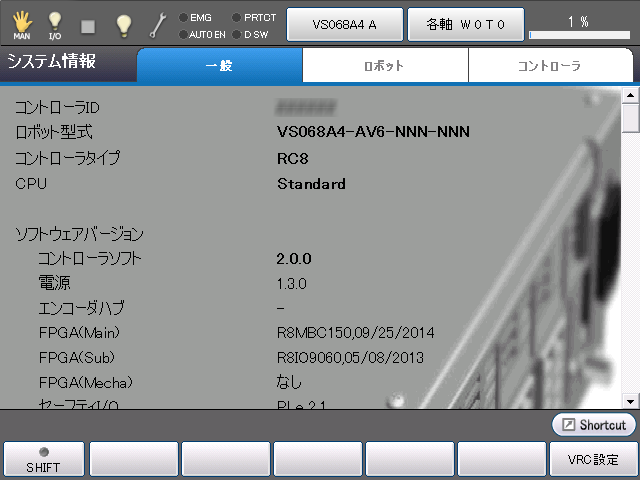 MAN
I/O
EMG
PRTCT
AUTO EN
D SW
VS068A4 A
各軸 W0T0
1 %
システム情報
一般
ロボット
コントローラ
コントローラID
ロボット型式 VS068A4-AV6-NNN-NNN
コントローラタイプ RC8
CPU Standard
ソフトウェアバージョン
コントローラソフト 2.0.0
電源 1.3.0
エンコーダハブ -
FPGA(Main) R8MBC150,09/25/2014
FPGA(Sub) R8IO9060,05/08/2013
FPGA(Mecha) なし
セーフティI/O PLe 2.1
Shortcut
SHIFT
VRC設定